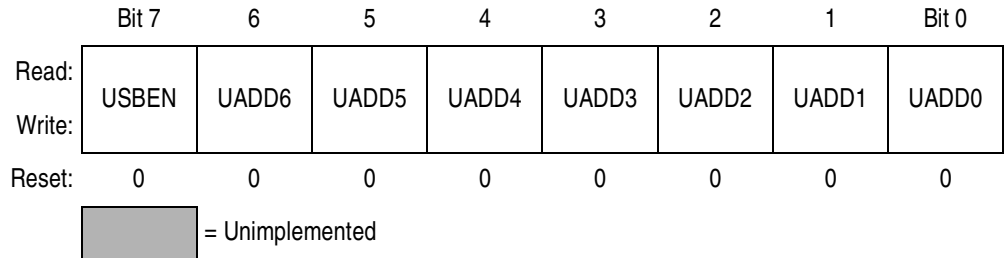 Bit 7 6 5 4 3 2 1 Bit 0
Read:
USBEN UADD6 UADD5 UADD4 UADD3 UADD2 UADD1 UADD0
Write:
Reset: 0 0 0 0 0 0 0 0
= Unimplemented